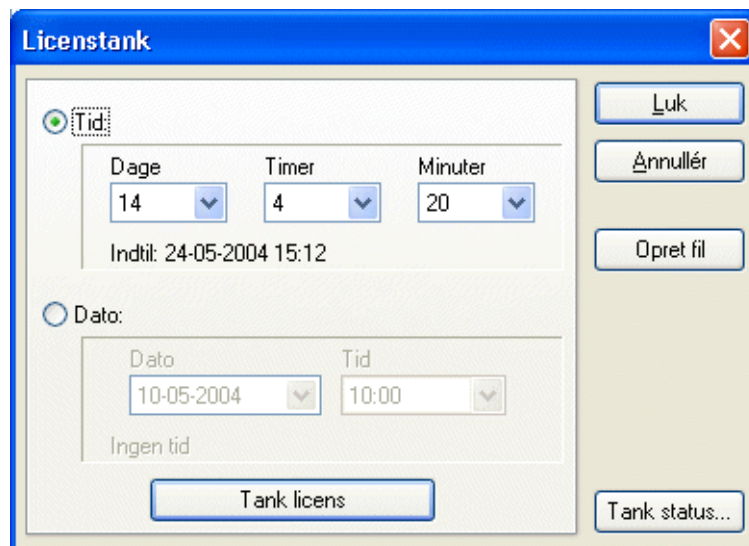 Licenstank
Tid:
Dage Timer Minuter
14 4 20
Indtil: 24-05-2004 15:12
Dato:
Dato Tid
10-05-2004 10:00
Ingen tid
Tank licens
Luk
Annullér
Opret fil
Tank status...